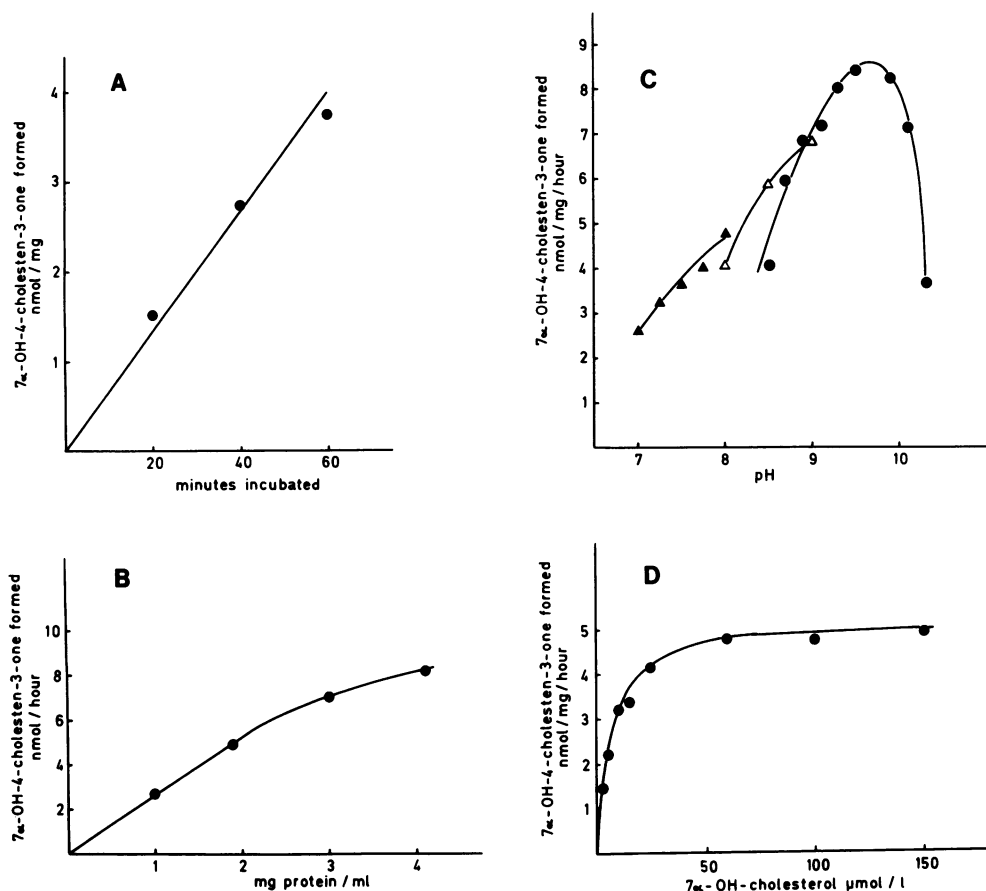 A
7α-OH-4-cholesten-3-one formed
nmol / mg
4
3
2
1
20 40 60
minutes incubated
C
7α-OH-4-cholesten-3-one formed
nmol / mg / hour
9
8
7
6
5
4
3
2
1
7 8 9 10
pH
B
7α-OH-4-cholesten-3-one formed
nmol / hour
10
8
6
4
2
1 2 3 4
mg protein / ml
D
7α-OH-4-cholesten-3-one formed
nmol / mg / hour
5
4
3
2
1
50 100 150
7α-OH-cholesterol µmol / l